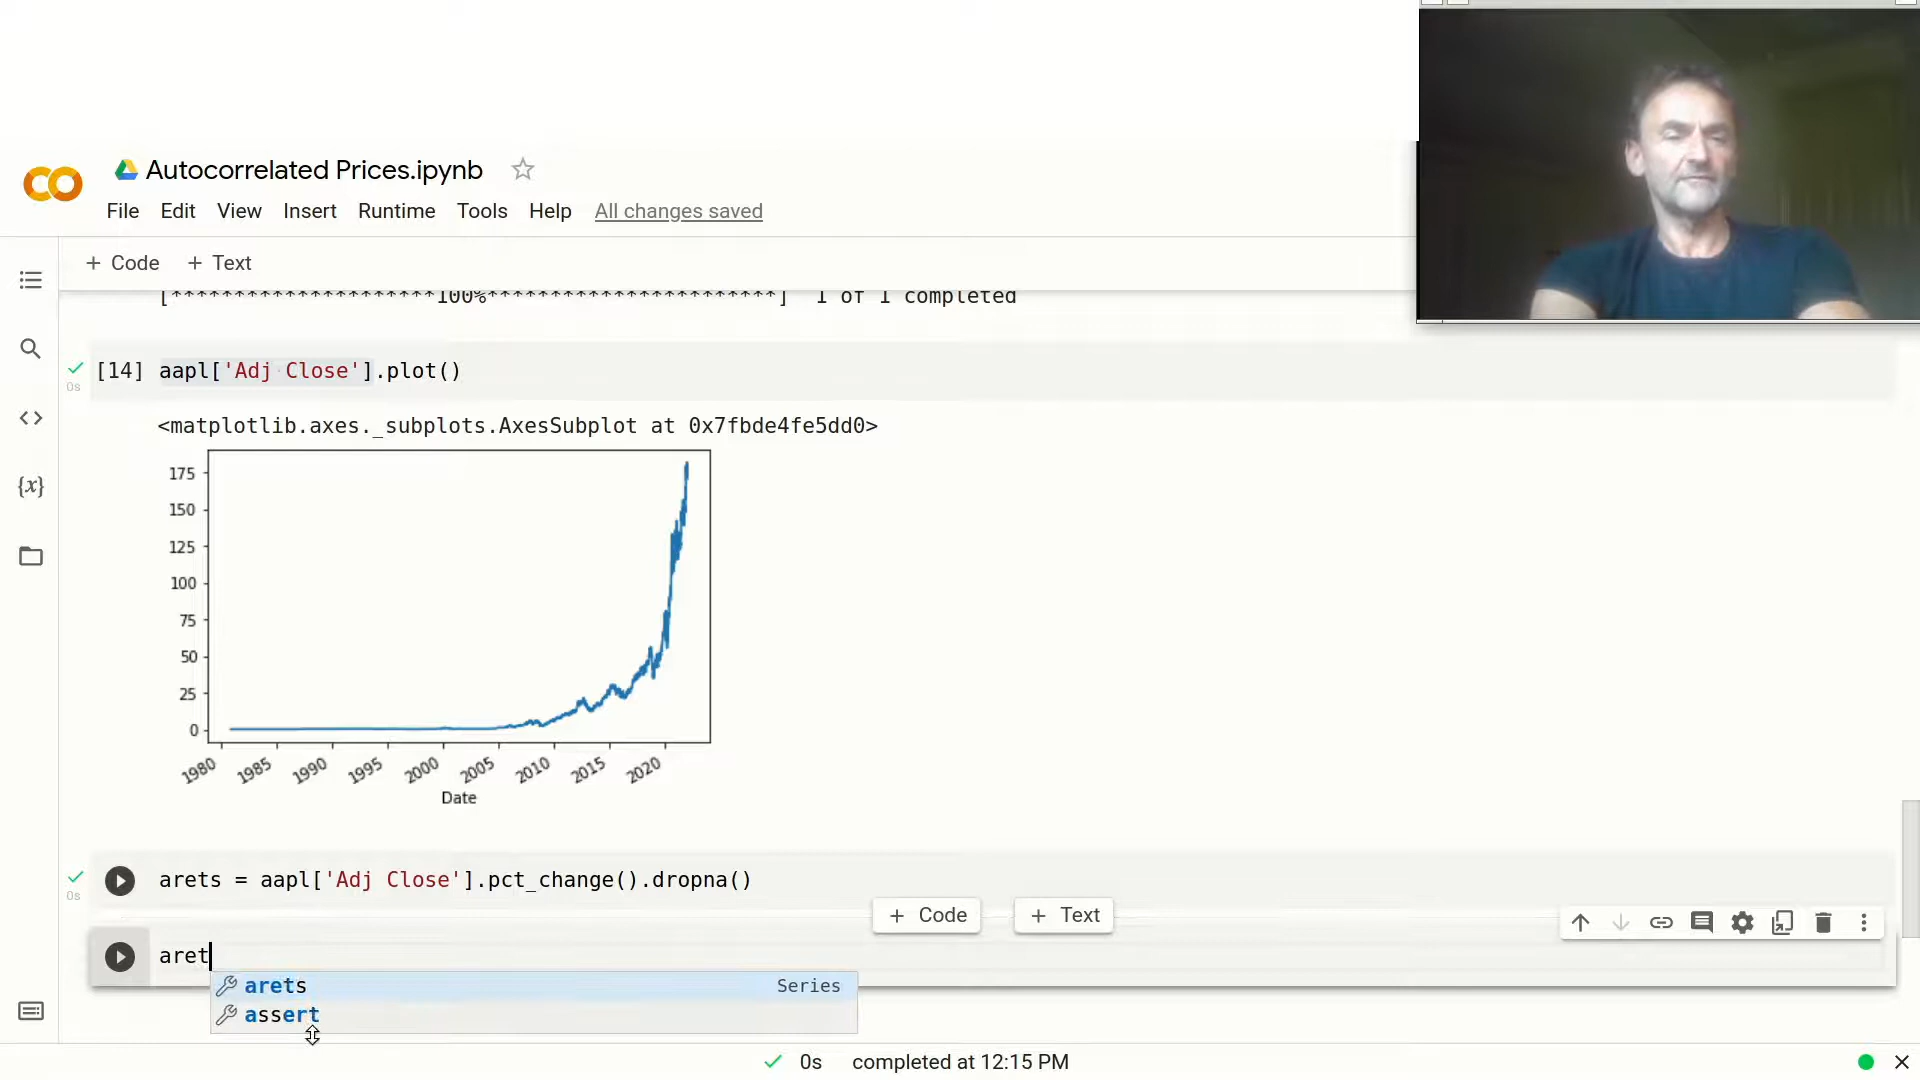 Autocorrelated Prices.ipynb
File Edit View Insert Runtime Tools Help All changes saved
+ Code + Text
[*********************100%***********************] 1 of 1 completed
[14] aapl['Adj Close'].plot()
0s
<matplotlib.axes._subplots.AxesSubplot at 0x7fbde4fe5dd0>
175
150
125
100
75
50
25
0
1980 1985 1990 1995 2000 2005 2010 2015 2020
Date
arets = aapl['Adj Close'].pct_change().dropna()
0s
+ Code + Text
aret
arets Series
assert
0s completed at 12:15 PM